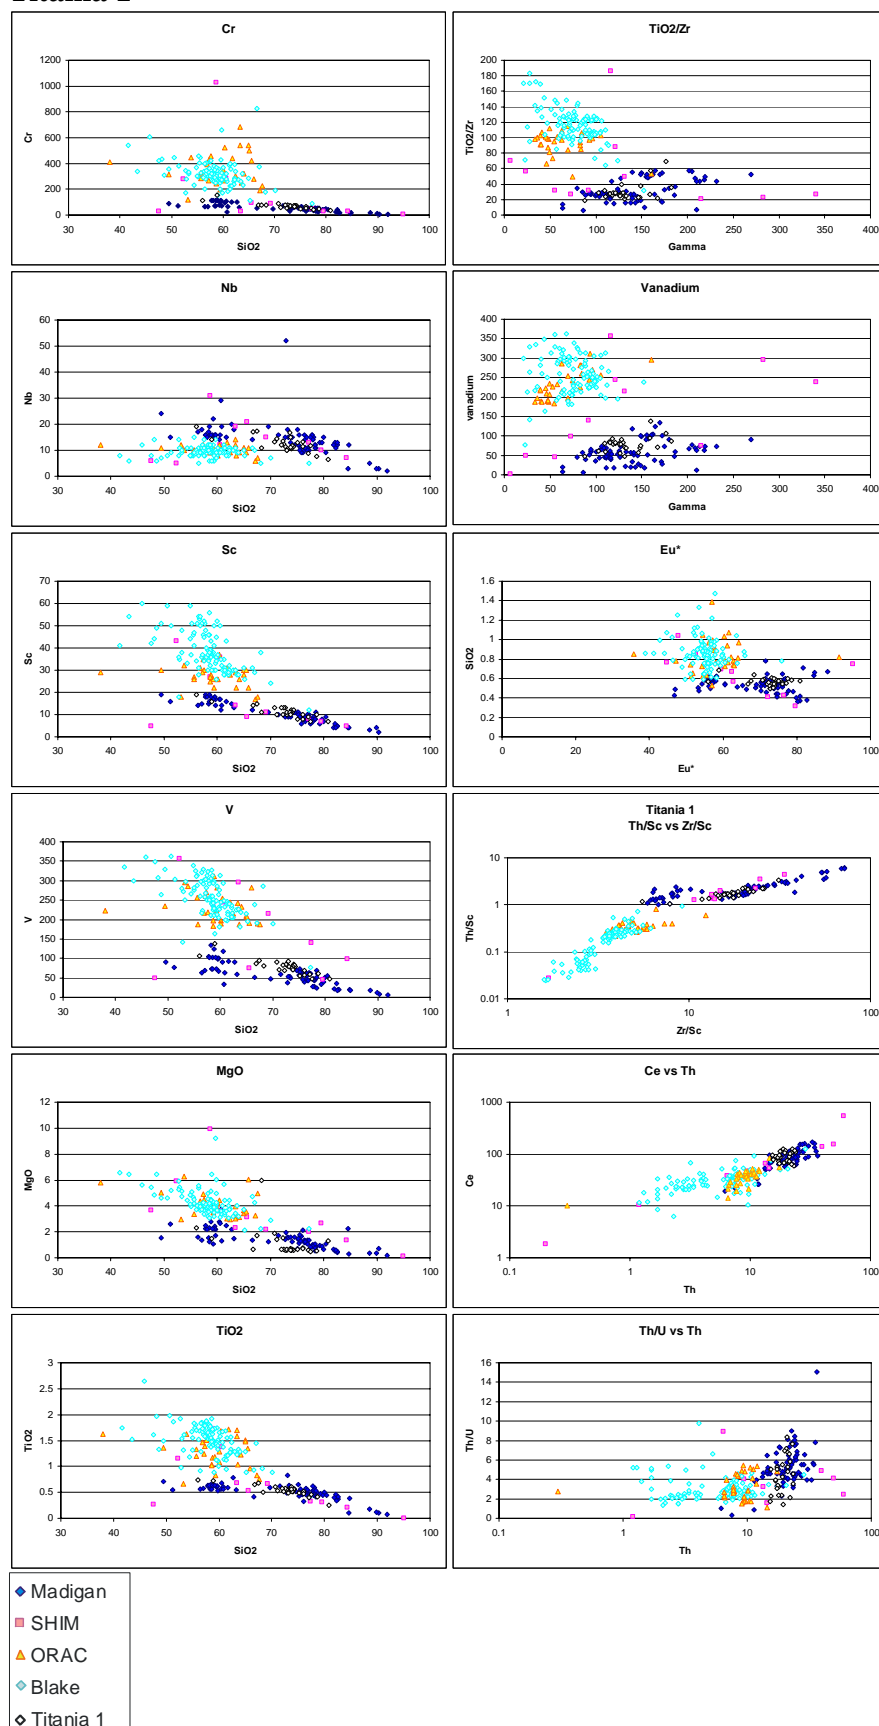 Cr
1200
1000
800
600
400
200
0
30 40 50 60 70 80 90 100
Cr
SiO2
TiO2/Zr
200
180
160
140
120
100
80
60
40
20
0
0 50 100 150 200 250 300 350 400
TiO2/Zr
Gamma
Nb
60
50
40
30
20
10
0
30 40 50 60 70 80 90 100
Nb
SiO2
Vanadium
400
350
300
250
200
150
100
50
0
0 50 100 150 200 250 300 350 400
vanadium
Gamma
Sc
70
60
50
40
30
20
10
0
30 40 50 60 70 80 90 100
Sc
SiO2
Eu*
1.6
1.4
1.2
1
0.8
0.6
0.4
0.2
0
0 20 40 60 80 100
SiO2
Eu*
V
400
350
300
250
200
150
100
50
0
30 40 50 60 70 80 90 100
V
SiO2
Titania 1
Th/Sc vs Zr/Sc
10
1
0.1
0.01
1 10 100
Th/Sc
Zr/Sc
MgO
12
10
8
6
4
2
0
30 40 50 60 70 80 90 100
MgO
SiO2
Ce vs Th
1000
100
10
1
0.1 1 10 100
Ce
Th
TiO2
3
2.5
2
1.5
1
0.5
0
30 40 50 60 70 80 90 100
TiO2
SiO2
Th/U vs Th
16
14
12
10
8
6
4
2
0
0.1 1 10 100
Th/U
Th
Madigan
SHIM
ORAC
Blake
Titania 1